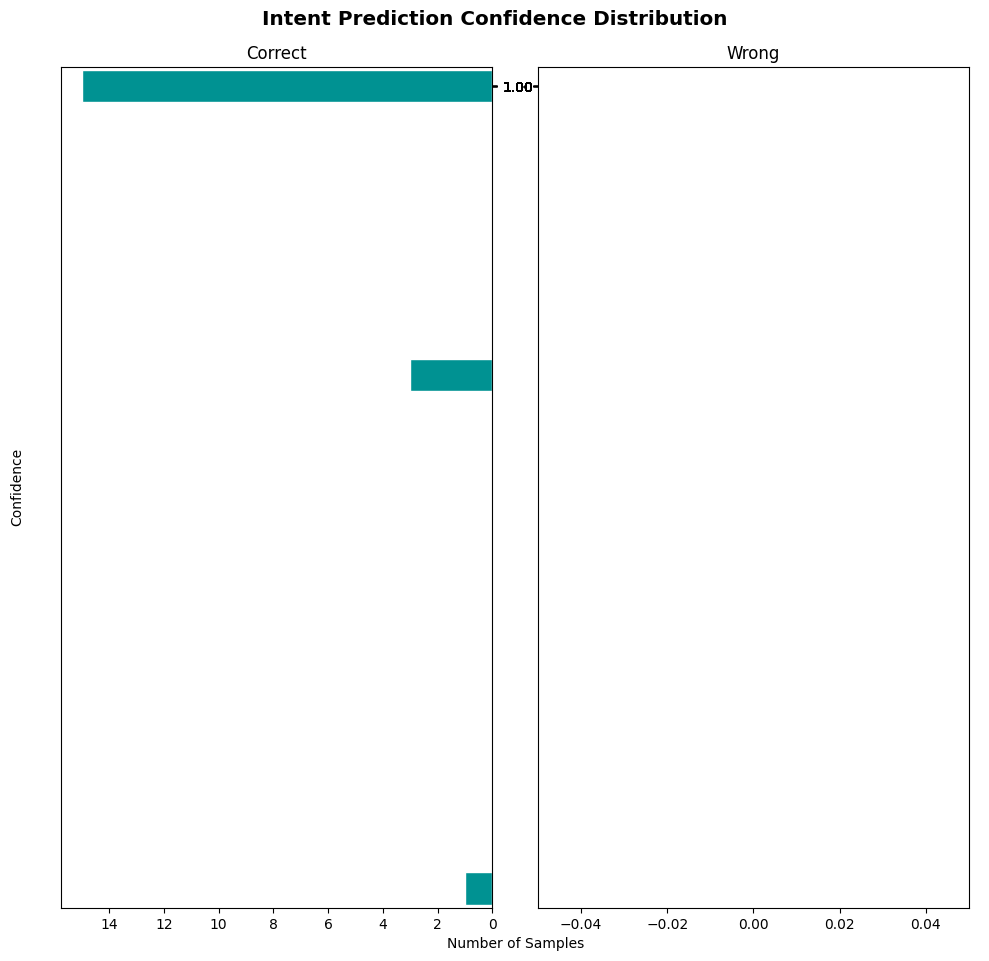 Intent Prediction Confidence Distribution
Correct
Wrong
1.00
Confidence
14 12 10 8 6 4 2 0
−0.04 −0.02 0.00 0.02 0.04
Number of Samples